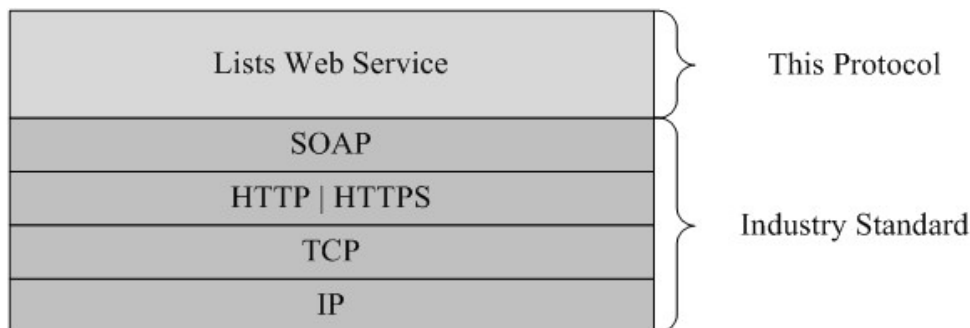 Lists Web Service
This Protocol
SOAP
HTTP | HTTPS
TCP
IP
Industry Standard